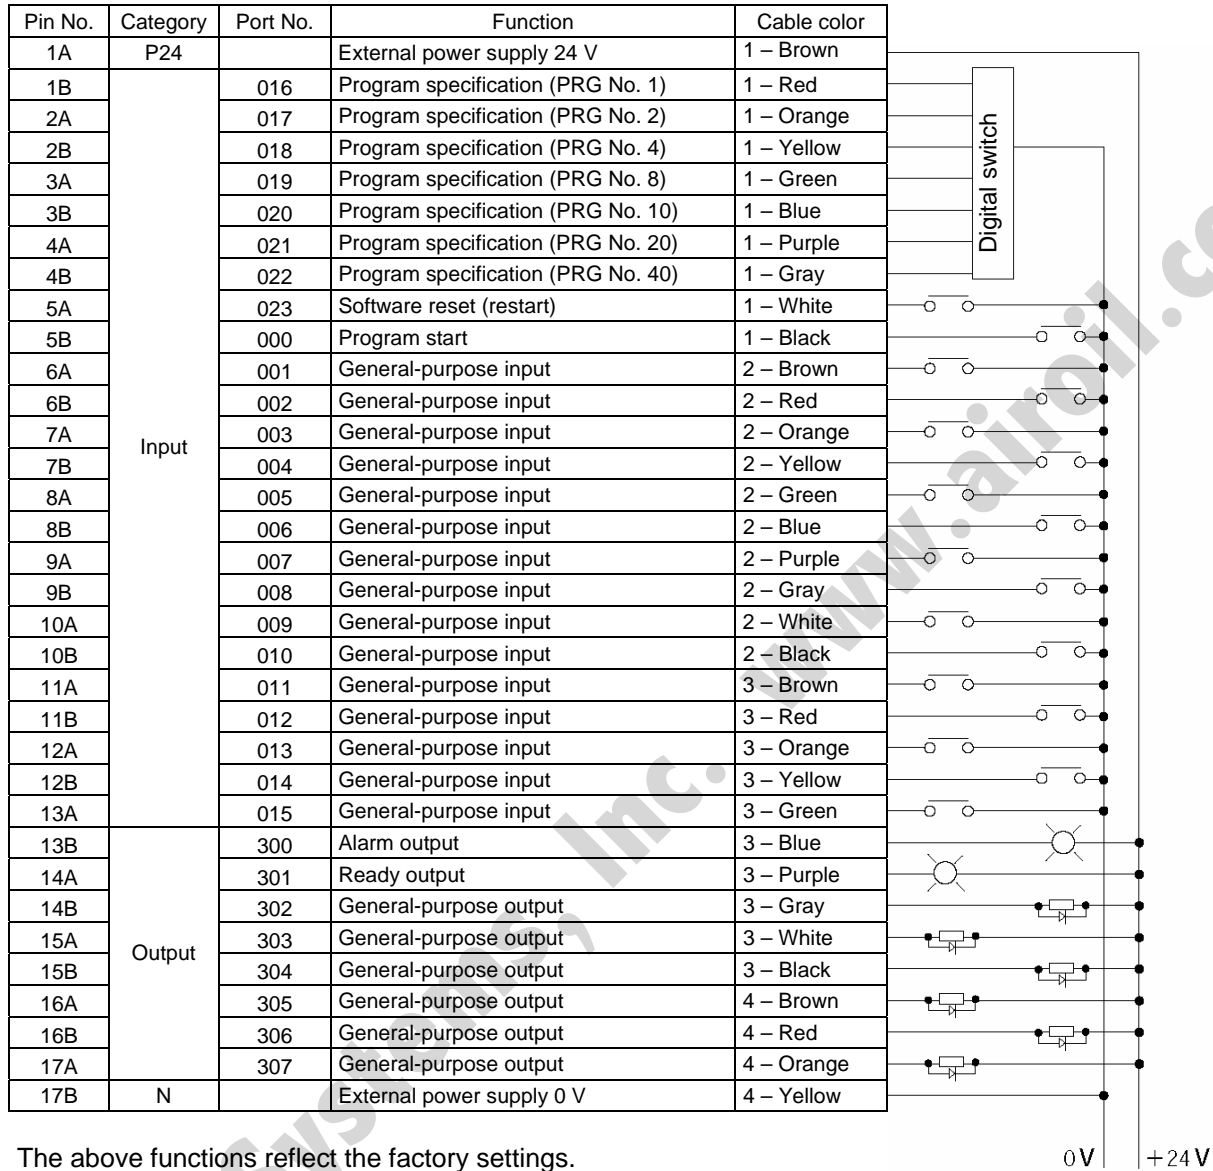 Pin No. Category Port No. Function Cable color
1A P24 External power supply 24 V 1 – Brown
1B 016 Program specification (PRG No. 1) 1 – Red
2A 017 Program specification (PRG No. 2) 1 – Orange
2B 018 Program specification (PRG No. 4) 1 – Yellow
3A 019 Program specification (PRG No. 8) 1 – Green
3B 020 Program specification (PRG No. 10) 1 – Blue
4A 021 Program specification (PRG No. 20) 1 – Purple
4B 022 Program specification (PRG No. 40) 1 – Gray
Digital switch
5A 023 Software reset (restart) 1 – White
5B 000 Program start 1 – Black
6A 001 General-purpose input 2 – Brown
6B 002 General-purpose input 2 – Red
7A 003 General-purpose input 2 – Orange
Input
7B 004 General-purpose input 2 – Yellow
8A 005 General-purpose input 2 – Green
8B 006 General-purpose input 2 – Blue
9A 007 General-purpose input 2 – Purple
9B 008 General-purpose input 2 – Gray
10A 009 General-purpose input 2 – White
10B 010 General-purpose input 2 – Black
11A 011 General-purpose input 3 – Brown
11B 012 General-purpose input 3 – Red
12A 013 General-purpose input 3 – Orange
12B 014 General-purpose input 3 – Yellow
13A 015 General-purpose input 3 – Green
13B 300 Alarm output 3 – Blue
14A 301 Ready output 3 – Purple
14B 302 General-purpose output 3 – Gray
15A 303 General-purpose output 3 – White
Output
15B 304 General-purpose output 3 – Black
16A 305 General-purpose output 4 – Brown
16B 306 General-purpose output 4 – Red
17A 307 General-purpose output 4 – Orange
17B N External power supply 0 V 4 – Yellow
The above functions reflect the factory settings.
0V +24V
Systems, Inc. www.airoil.c